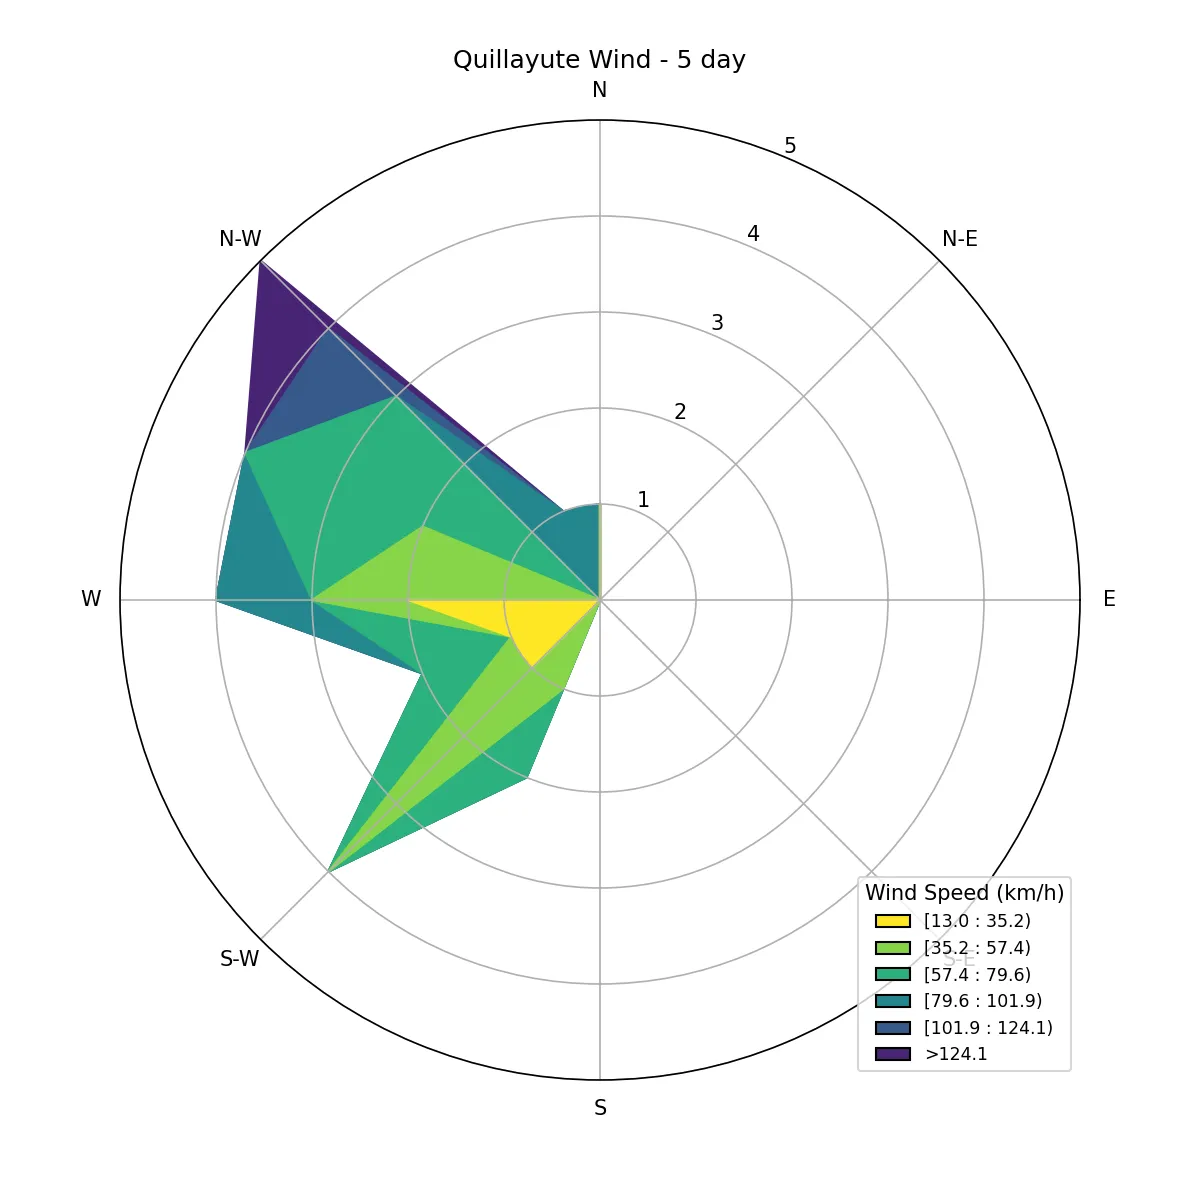 Quillayute Wind - 5 day
N
5
N-W
4
N-E
3
2
1
W
E
Wind Speed (km/h)
[13.0 : 35.2)
[35.2 : 57.4)
S-W
S-E
[57.4 : 79.6)
[79.6 : 101.9)
[101.9 : 124.1)
>124.1
S